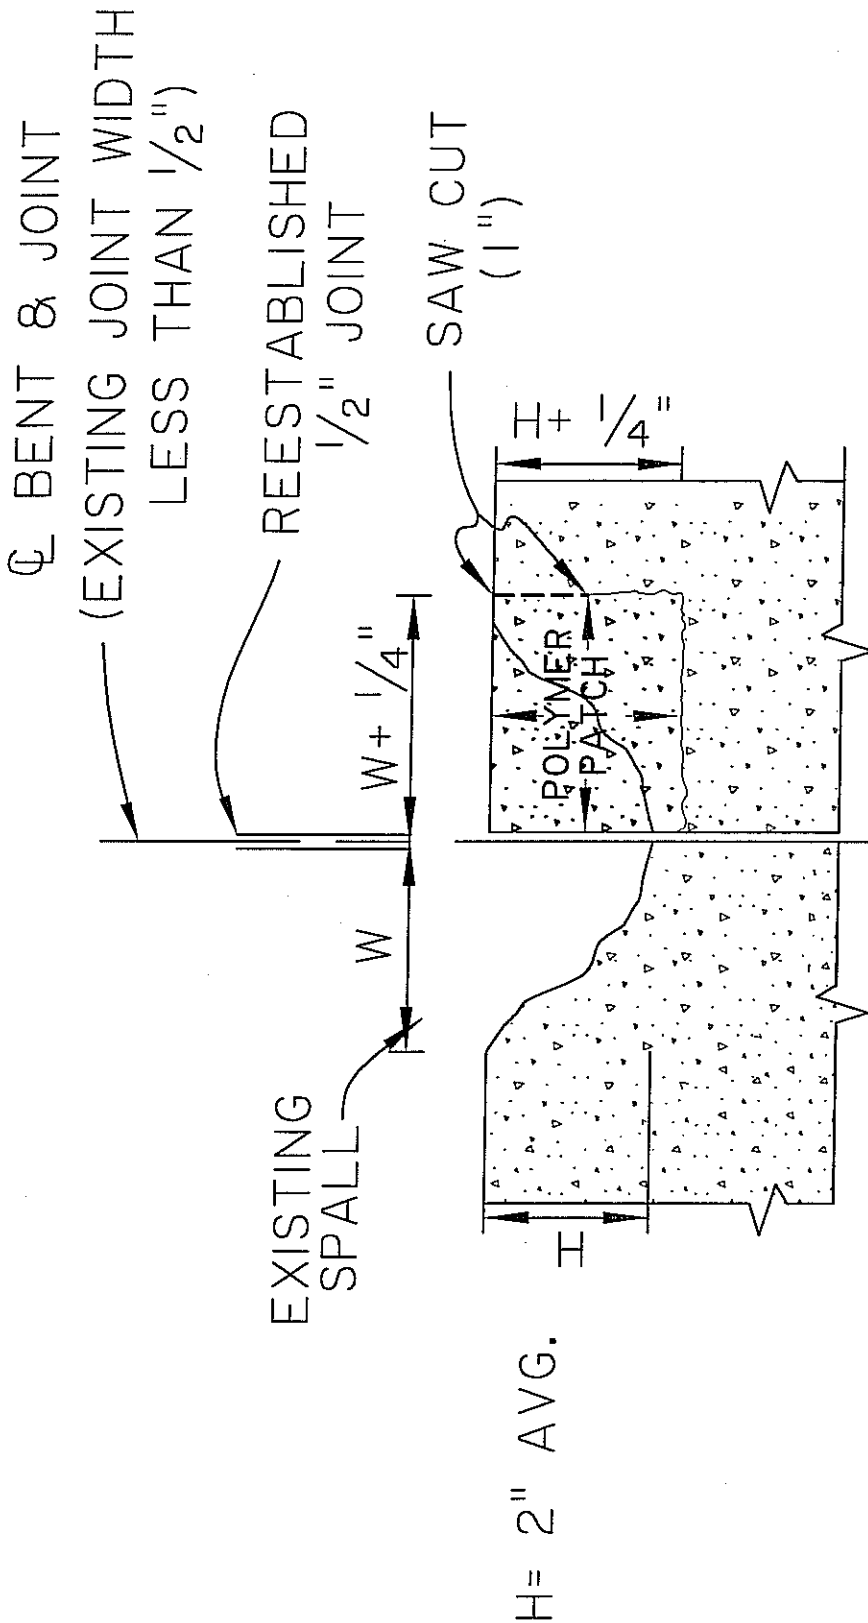 ℄ BENT & JOINT
(EXISTING JOINT WIDTH
LESS THAN 1/2")
REESTABLISHED
1/2" JOINT
SAW CUT
(1")
EXISTING
SPALL
W
W+ 1/4"
H+ 1/4"
POLYMER
PATCH
H
H= 2" AVG.